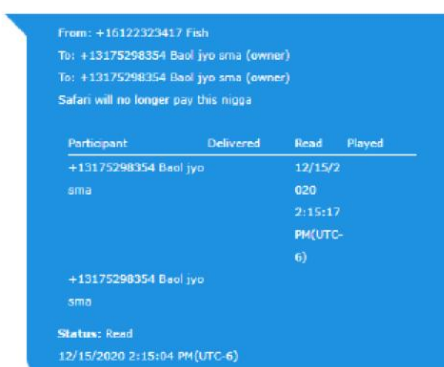 From: +16122323417 Fish
To: +13175298354 Baol jyo sma (owner)
To: +13175298354 Baol jyo sma (owner)
Safari will no longer pay this nigga
Participant Delivered Read Played
+13175298354 Baol jyo 12/15/2
sma 020
2:15:17
PM(UTC-
6)
+13175298354 Baol jyo
sma
Status: Read
12/15/2020 2:15:04 PM(UTC-6)